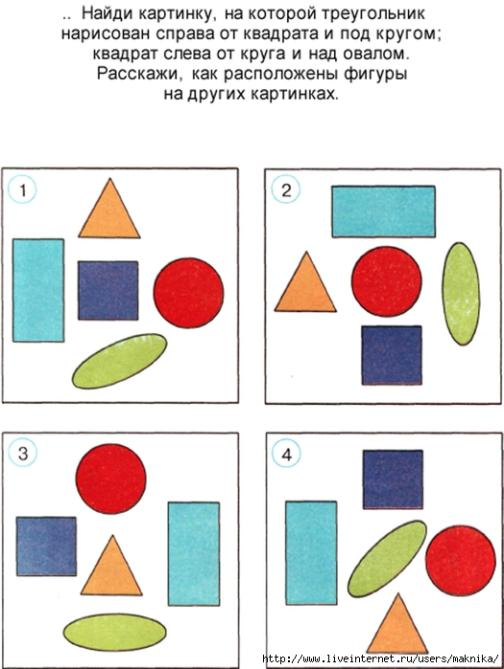 .. Найди картинку, на которой треугольник
нарисован справа от квадрата и под кругом;
квадрат слева от круга и над овалом.
Расскажи, как расположены фигуры
на других картинках.
1
2
3
4
http://www.liveinternet.ru/users/maknika/